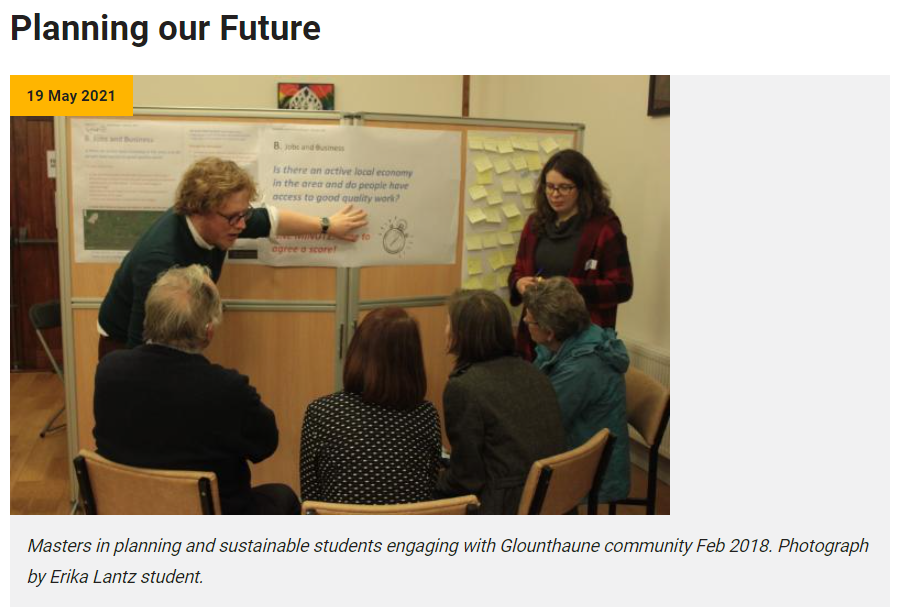 Planning our Future
19 May 2021
B. Jobs and Business
B. Jobs and Business
Is there an active local economy
in the area and do people have
access to good quality work?
to
agree a score!
Masters in planning and sustainable students engaging with Glounthaune community Feb 2018. Photograph
by Erika Lantz student.